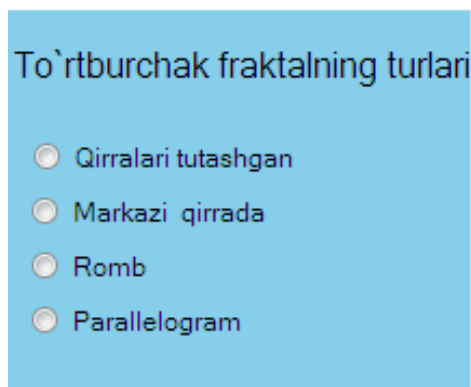 To`rtburchak fraktalning turlari
Qirralari tutashgan
Markazi qirrada
Romb
Parallelogram